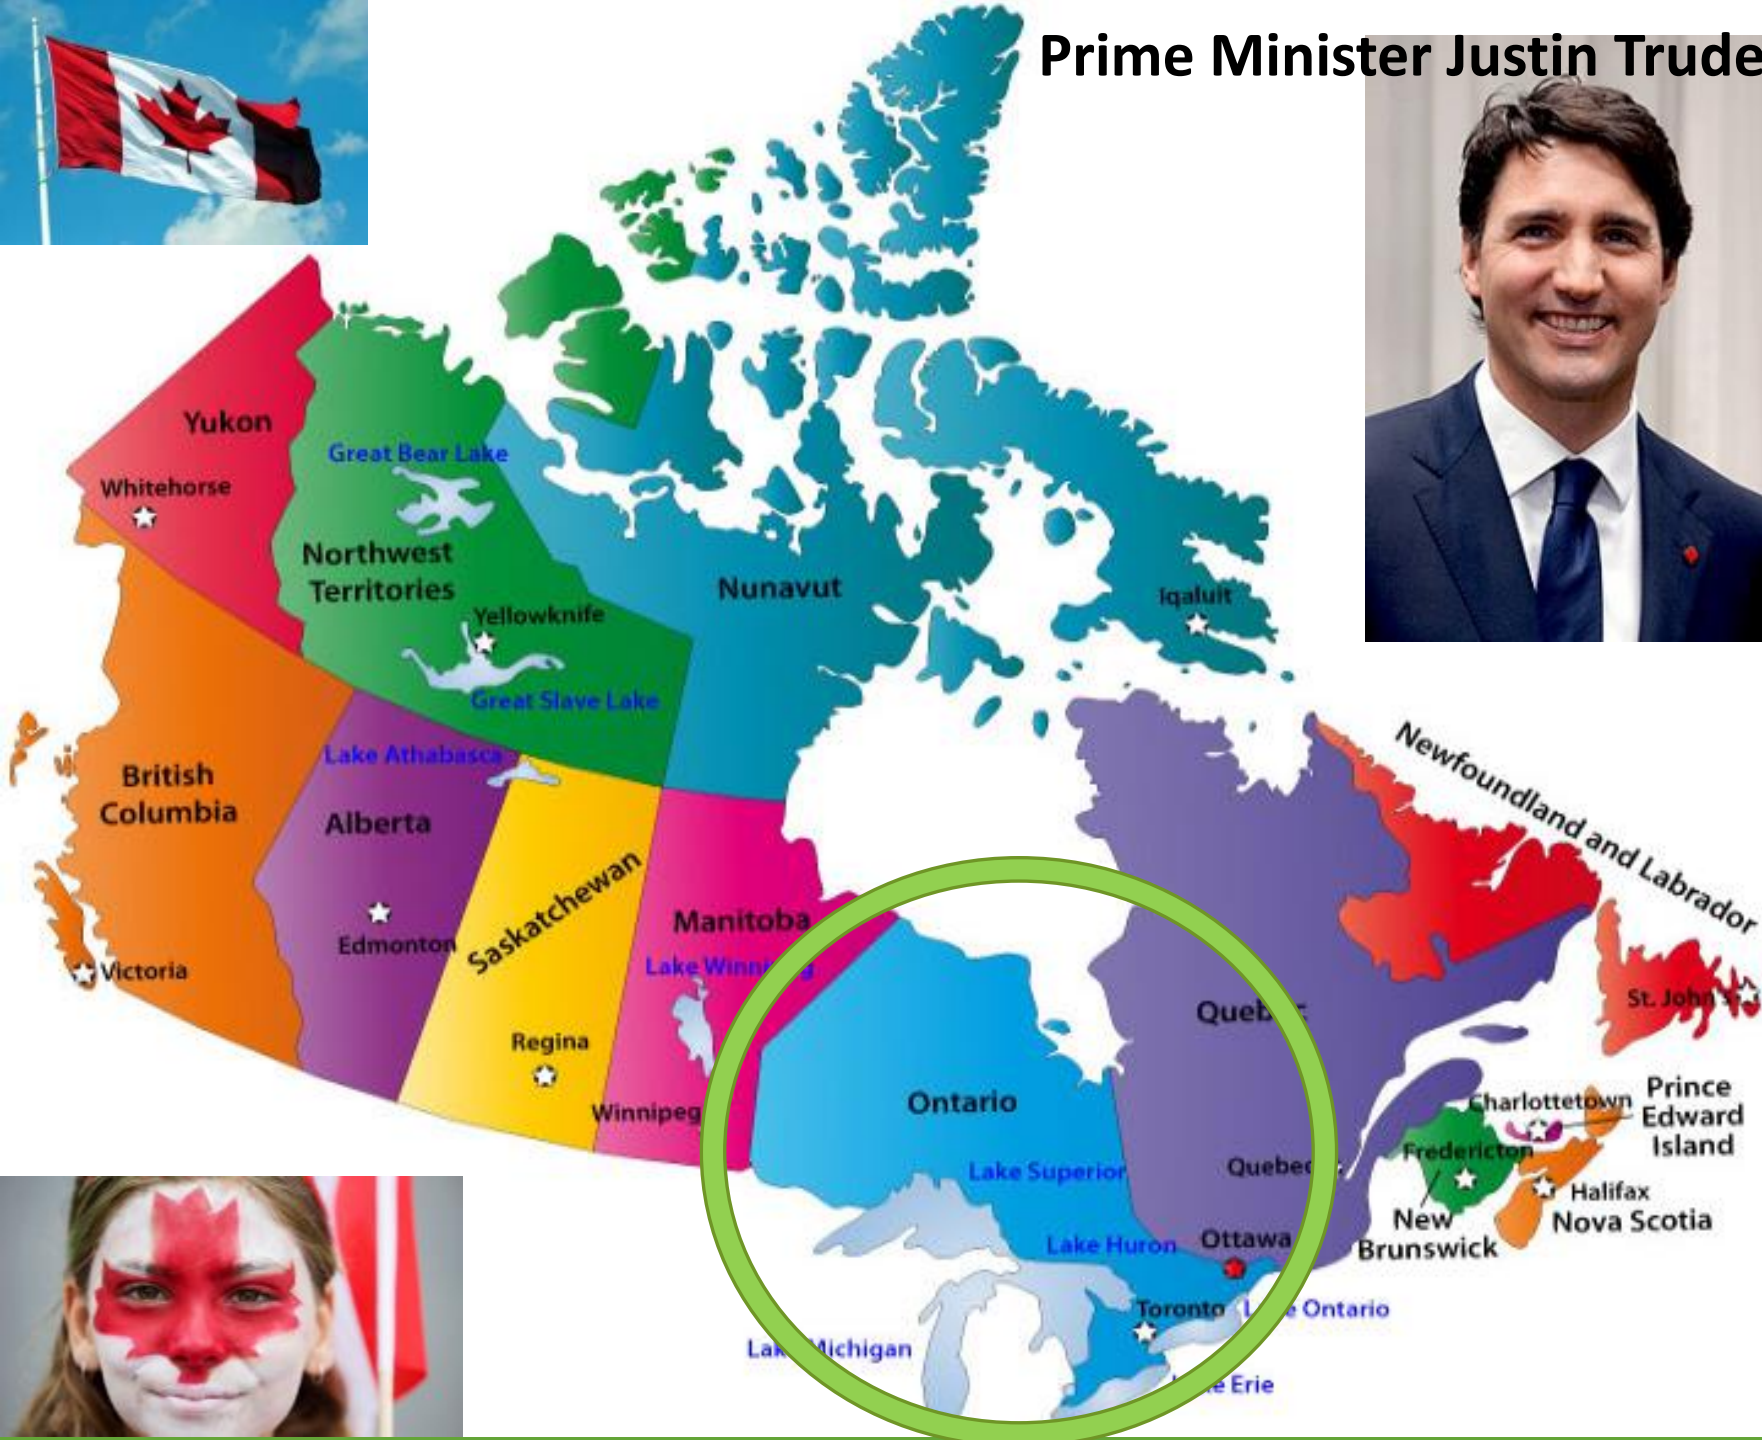 Prime Minister Justin Trude
Yukon
Great Bear Lake
Whitehorse
Northwest
Territories
Nunavut
Yellowknife
Iqaluit
Great Slave Lake
Lake Athabasca
British
Columbia
Alberta
Newfoundland and Labrador
Saskatchewan
Manitoba
Edmonton
Lake
Victoria
St. John's
Regina
Ontario
Winnipeg
Charlottetown
Prince
Edward
Island
Fredericton
Lake Superior
Halifax
New
Brunswick
Nova Scotia
Lake Huron
Ottawa
Toronto
Ontario
Michigan
Erie